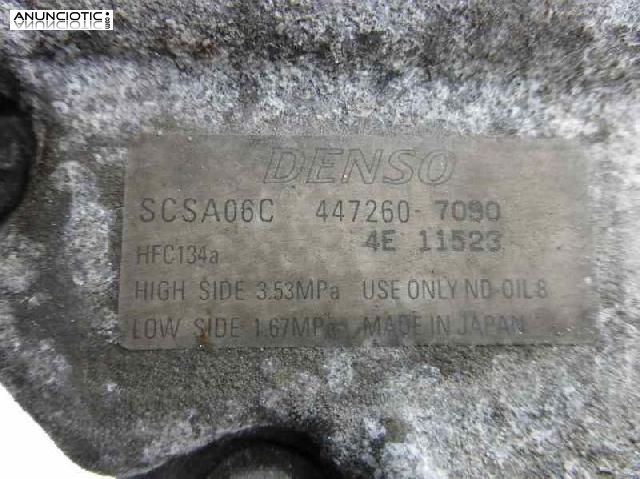 ANUNCIOTIC
DENSO
SCSA06C 447260-7090
4E 11523
HFC134a
HIGH SIDE 3.53MPa USE ONLY ND-OIL8
LOW SIDE 1.67MPa MADE IN JAPAN